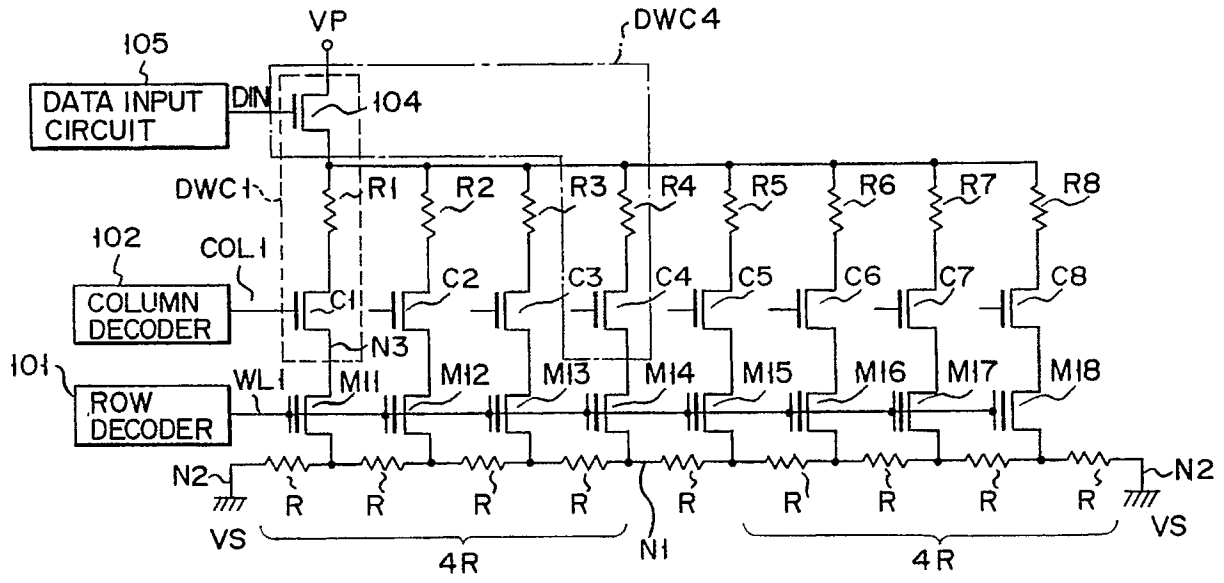 VP
DWC4
105
DATA INPUT
CIRCUIT
DIN
104
DWC1
R1
R2
R3
R4
R5
R6
R7
R8
102
COL1
COLUMN
DECODER
C1
C2
C3
C4
C5
C6
C7
C8
N3
101
ROW
DECODER
WL1
M11
M12
M13
M14
M15
M16
M17
M18
N2
R
R
R
R
R
R
R
R
R
N2
VS
4R
N1
4R
VS